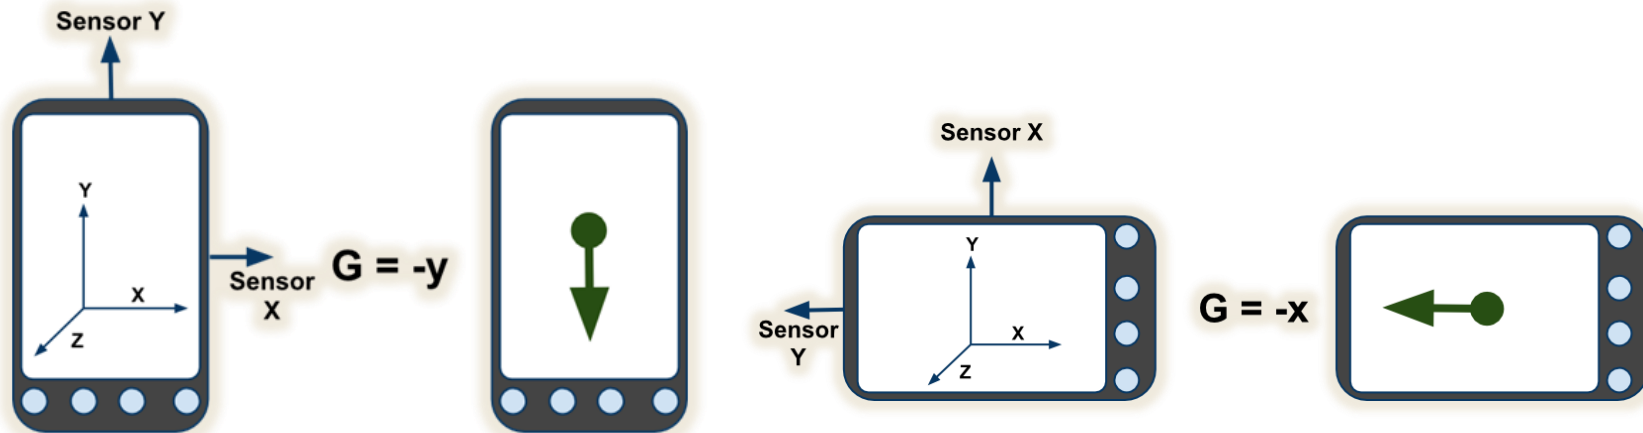 Sensor Y
Y
X
Z
Sensor
X
G = -y
Sensor X
Sensor
Y
Y
X
Z
G = -x